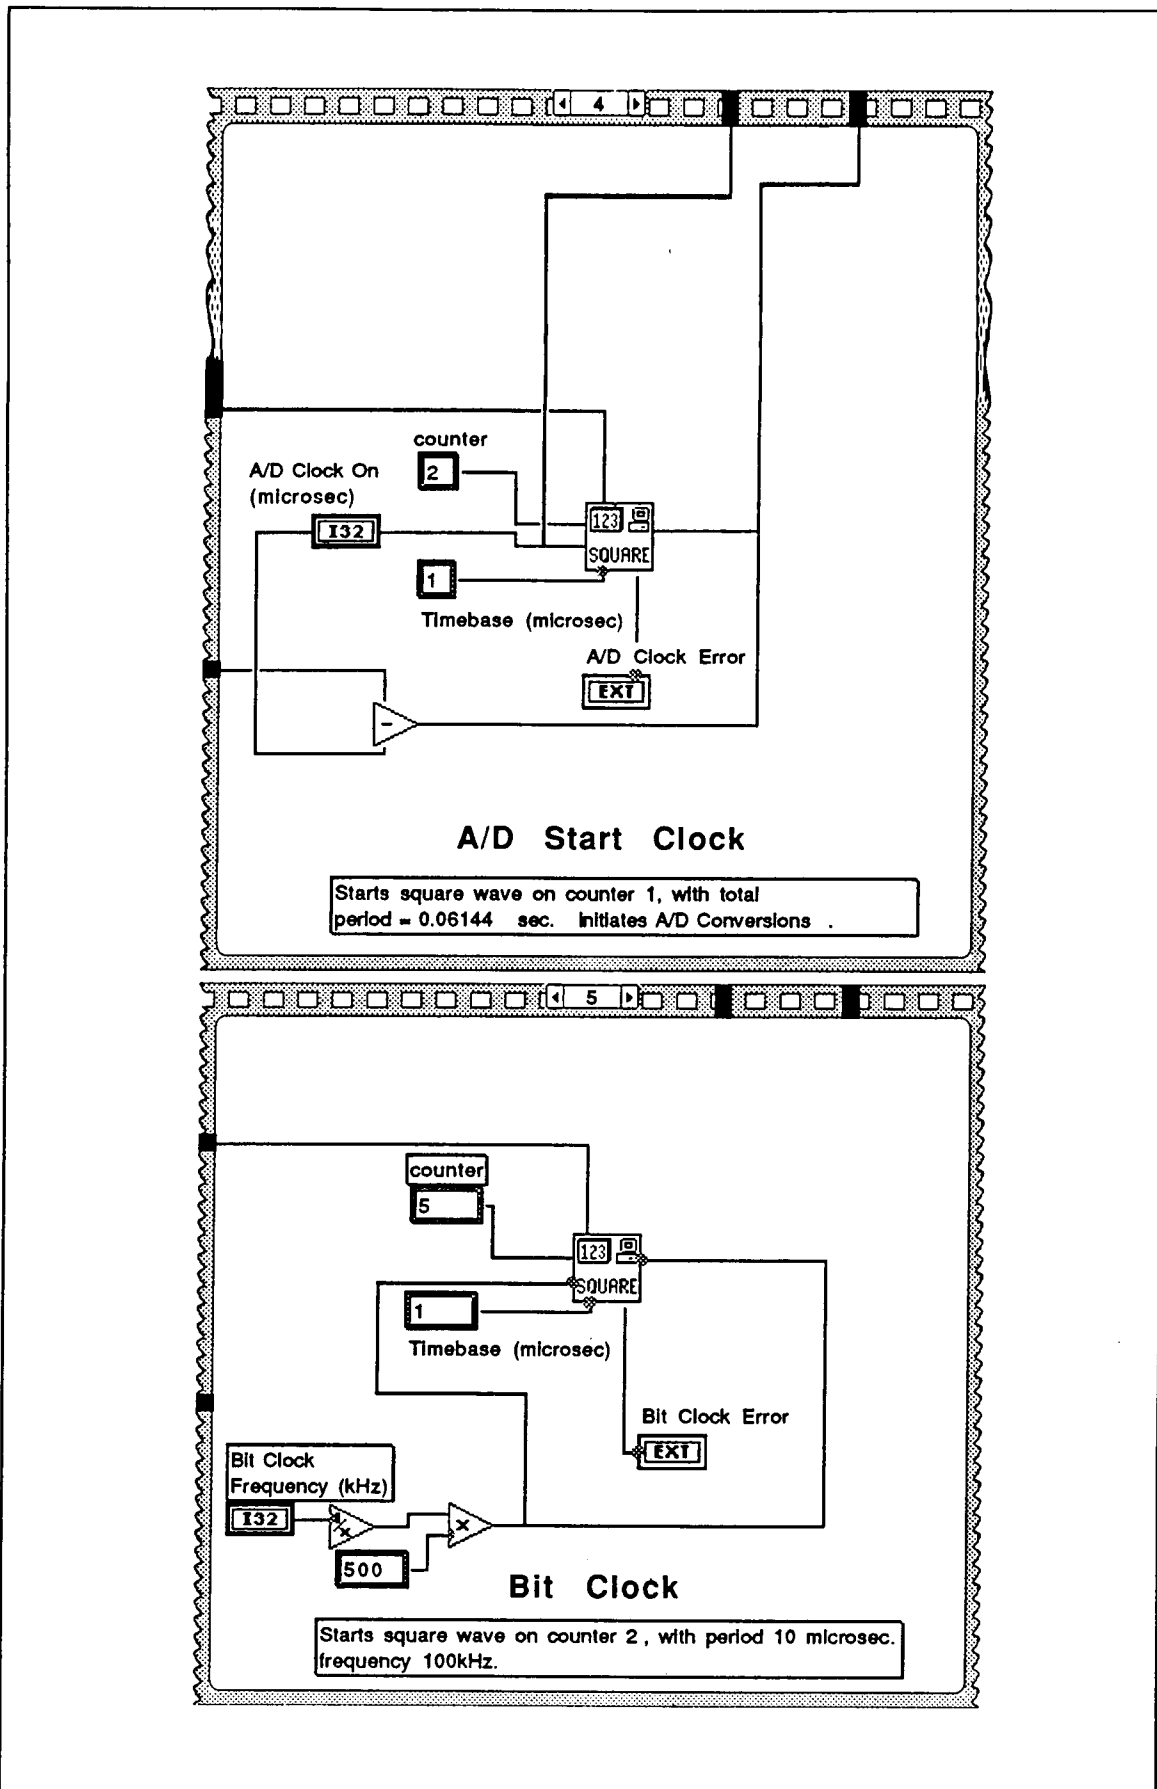 4
counter
2
A/D Clock On
(microsec)
I32
123
SQUARE
1
Timebase (microsec)
A/D Clock Error
EXT
-
A/D Start Clock
Starts square wave on counter 1, with total
period = 0.06144 sec. Initiates A/D Conversions .
5
counter
5
123
SQUARE
1
Timebase (microsec)
Bit Clock Error
EXT
Bit Clock
Frequency (kHz)
I32
1/x
x
500
Bit Clock
Starts square wave on counter 2 , with period 10 microsec.
frequency 100kHz.